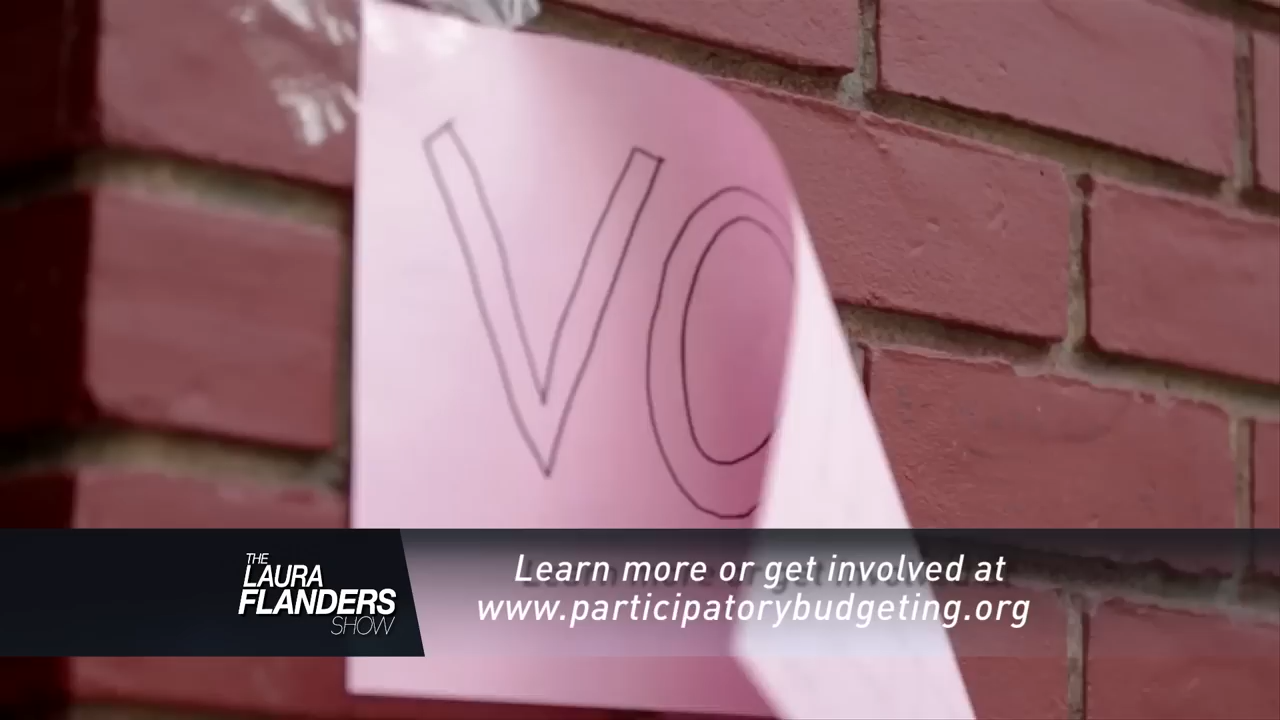 VO
THE
LAURA
FLANDERS
SHOW
Learn more or get involved at
www.participatorybudgeting.org